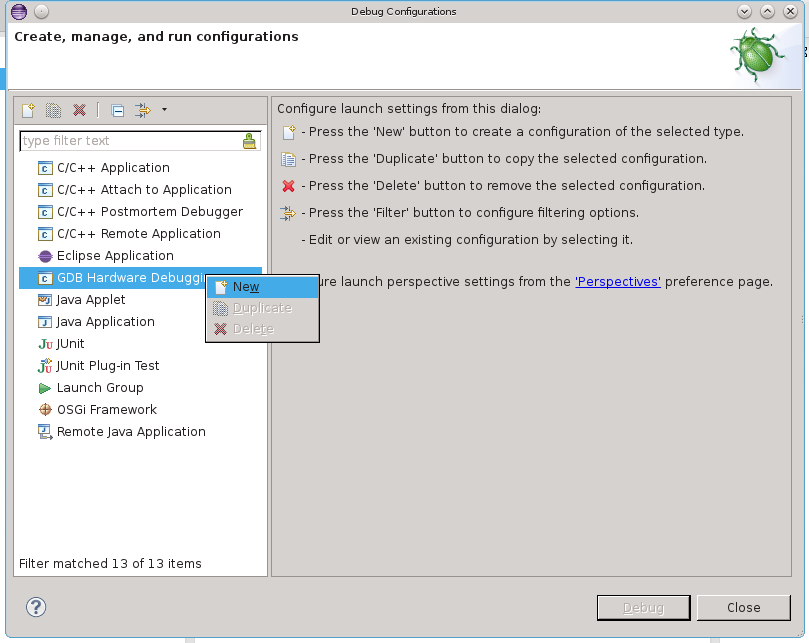 Debug Configurations
Create, manage, and run configurations
type filter text
C/C++ Application
C/C++ Attach to Application
C/C++ Postmortem Debugger
C/C++ Remote Application
Eclipse Application
GDB Hardware Debuggi
Java Applet
Java Application
JUnit
JUnit Plug-in Test
Launch Group
OSGi Framework
Remote Java Application
Filter matched 13 of 13 items
New
Duplicate
Delete
Configure launch settings from this dialog:
- Press the 'New' button to create a configuration of the selected type.
- Press the 'Duplicate' button to copy the selected configuration.
- Press the 'Delete' button to remove the selected configuration.
- Press the 'Filter' button to configure filtering options.
- Edit or view an existing configuration by selecting it.
ure launch perspective settings from the 'Perspectives' preference page.
Debug
Close